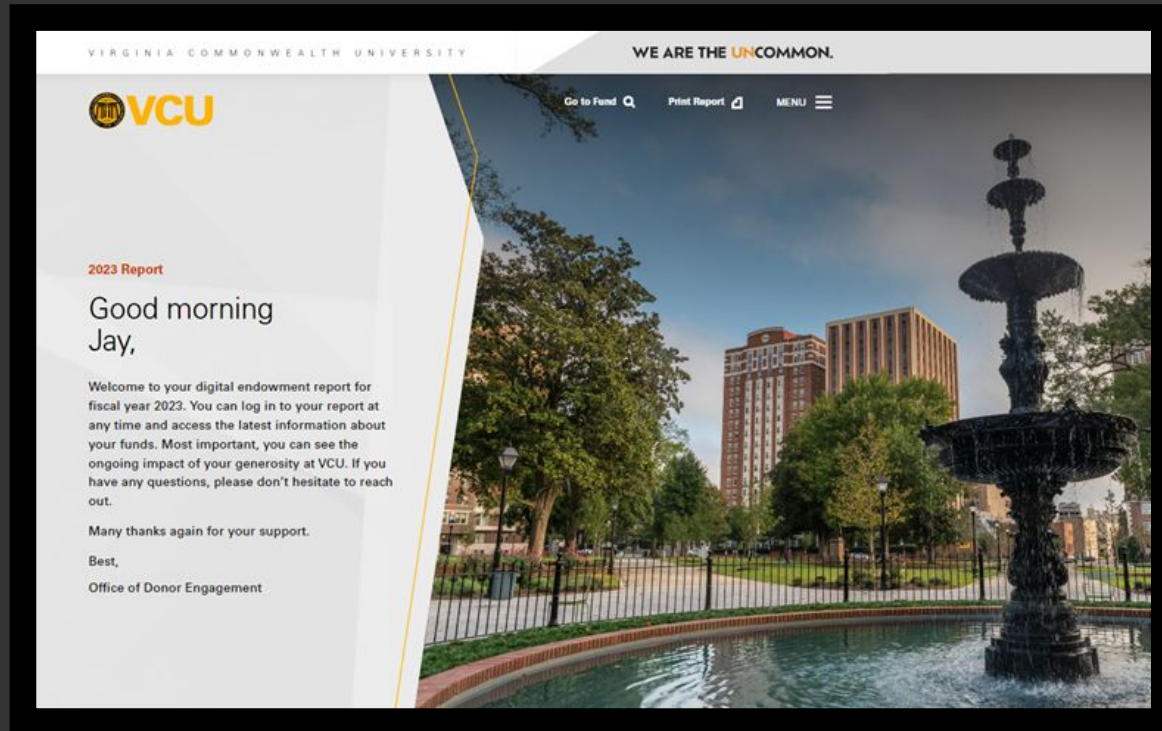 VIRGINIA COMMONWEALTH UNIVERSITY
WE ARE THE UNCOMMON.
VCU
Go to Fund
Print Report
MENU
2023 Report
Good morning
Jay,
Welcome to your digital endowment report for
fiscal year 2023. You can log in to your report at
any time and access the latest information about
your funds. Most important, you can see the
ongoing impact of your generosity at VCU. If you
have any questions, please don't hesitate to reach
out.
Many thanks again for your support.
Best,
Office of Donor Engagement